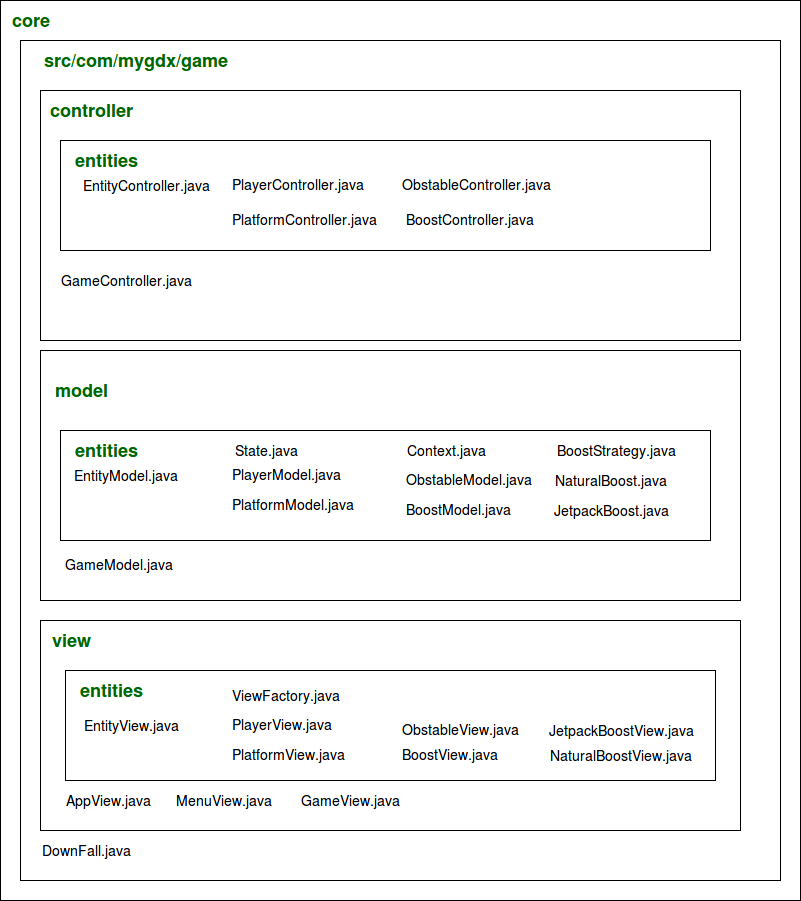 core
src/com/mygdx/game
controller
entities
EntityController.java PlayerController.java ObstableController.java
PlatformController.java BoostController.java
GameController.java
model
entities State.java Context.java BoostStrategy.java
EntityModel.java PlayerModel.java ObstableModel.java NaturalBoost.java
PlatformModel.java BoostModel.java JetpackBoost.java
GameModel.java
view
entities ViewFactory.java
EntityView.java PlayerView.java ObstableView.java JetpackBoostView.java
PlatformView.java BoostView.java NaturalBoostView.java
AppView.java MenuView.java GameView.java
DownFall.java